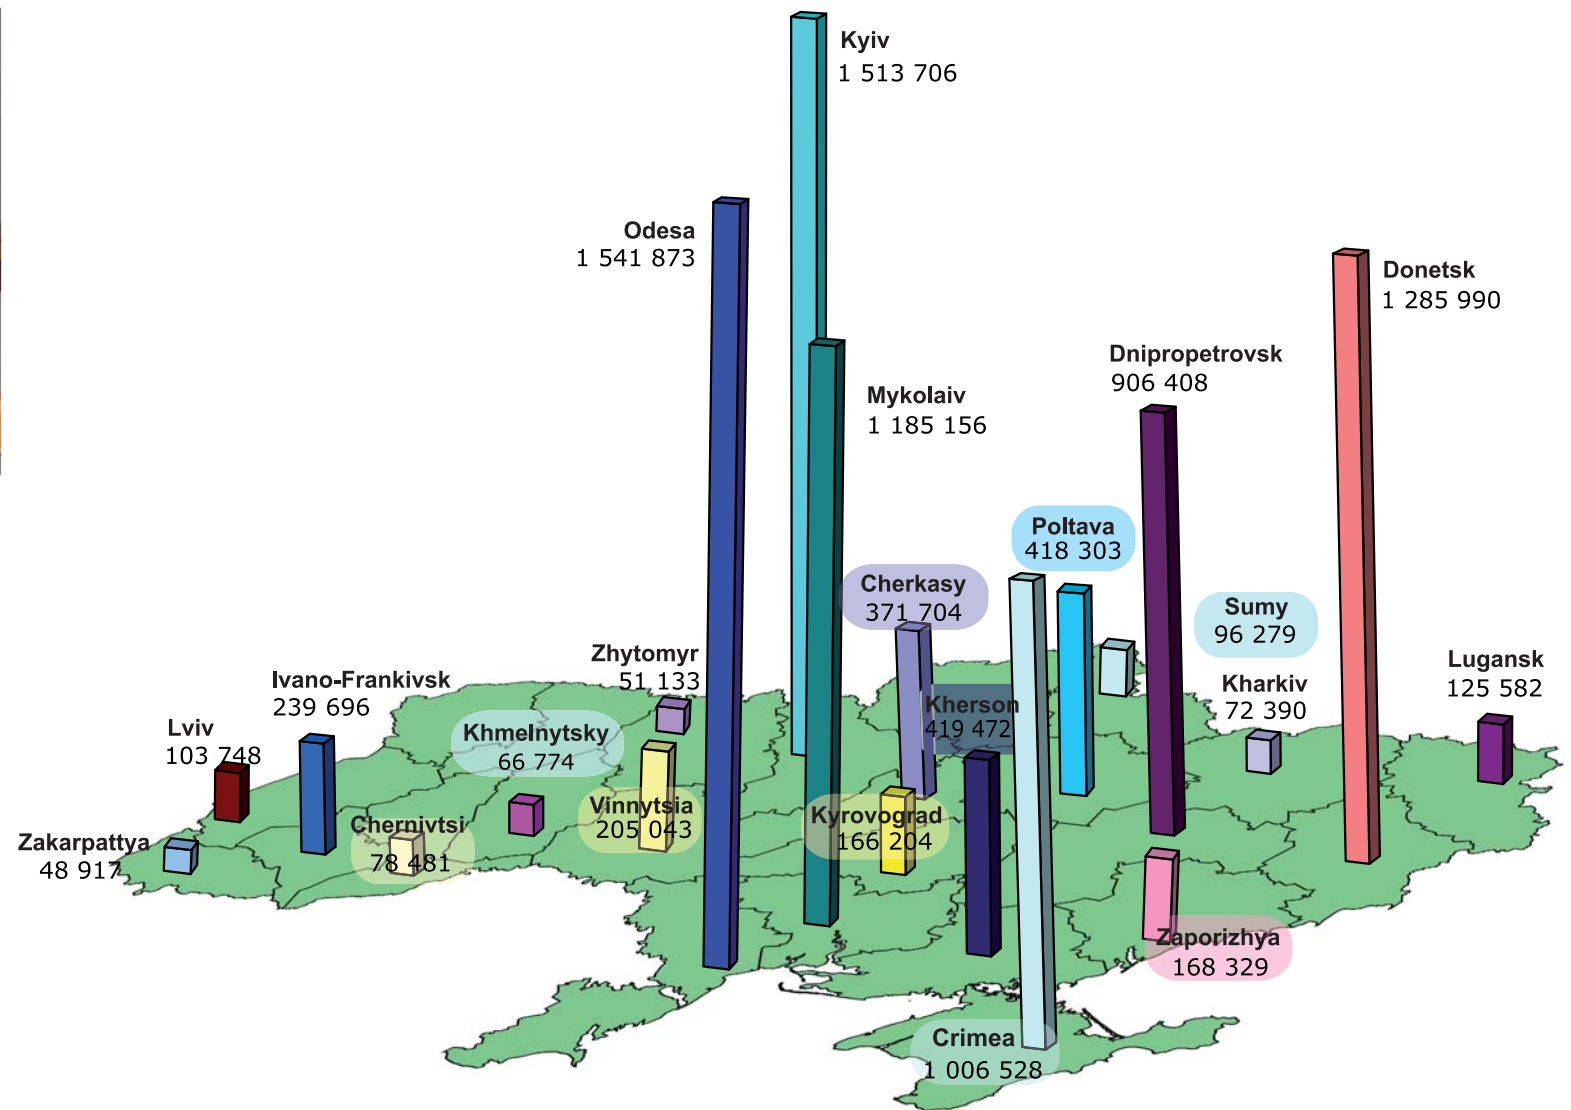 Kyiv
1 513 706
Odesa
1 541 873
Donetsk
1 285 990
Dnipropetrovsk
906 408
Mykolaiv
1 185 156
Poltava
418 303
Cherkasy
371 704
Sumy
96 279
Zhytomyr
51 133
Lugansk
125 582
Ivano-Frankivsk
239 696
Kharkiv
72 390
Kherson
419 472
Lviv
103 748
Khmelnytsky
66 774
Vinnytsia
205 043
Kyrovograd
166 204
Chernivtsi
78 481
Zakarpattya
48 917
Zaporizhya
168 329
Crimea
1 006 528